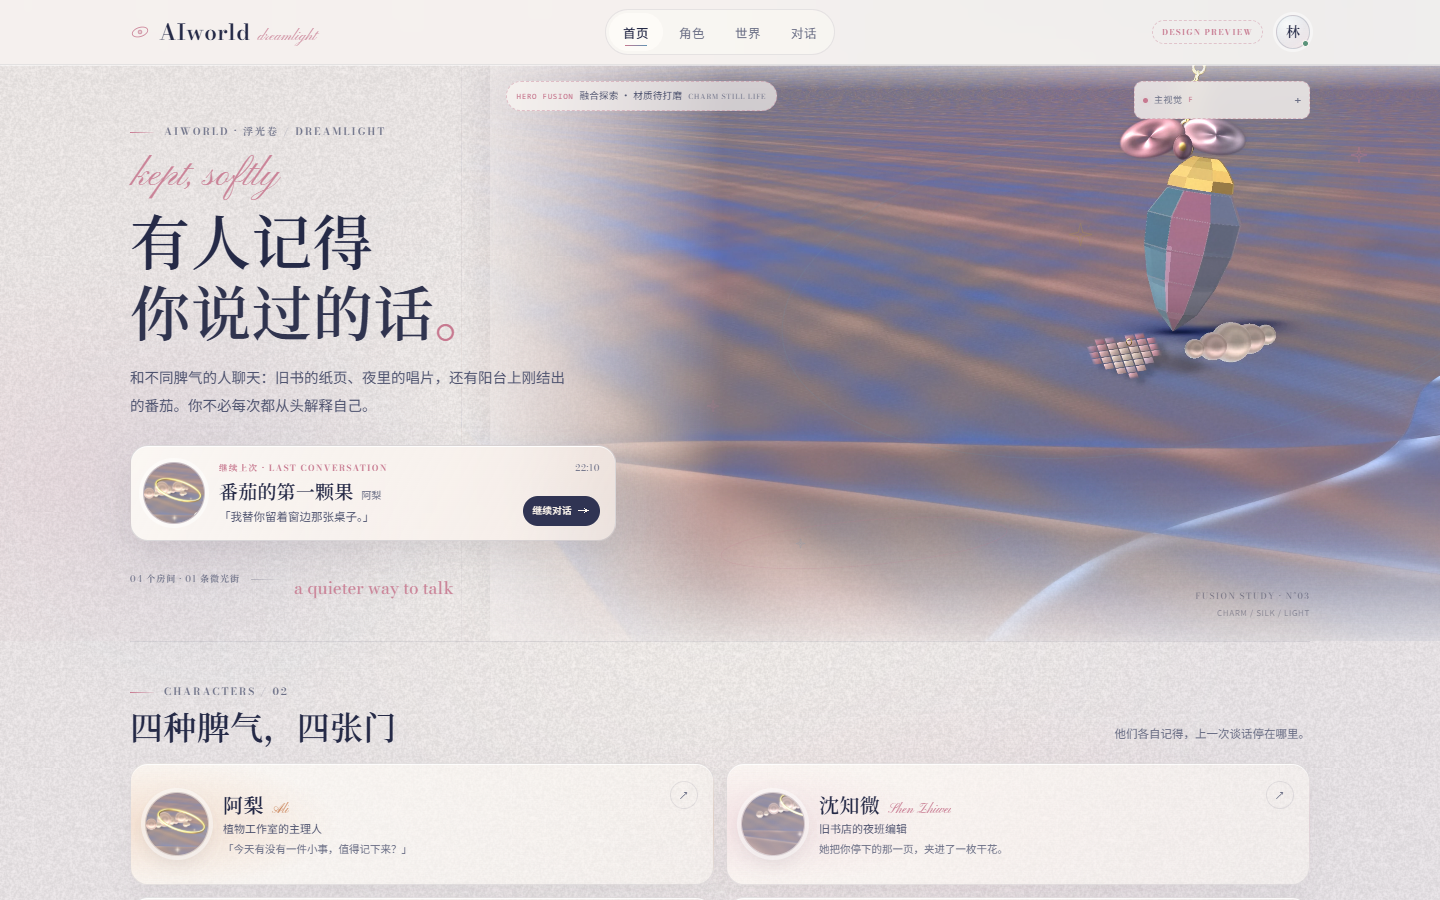 AIworld dreamlight
首页 角色 世界 对话
DESIGN PREVIEW
林
HERO FUSION 融合探索 · 材质待打磨 CHARM STILL LIFE
主视觉 F +
AIWORLD · 浮光卷 / DREAMLIGHT
kept, softly
有人记得
你说过的话。
和不同脾气的人聊天：旧书的纸页、夜里的唱片，还有阳台上刚结出
的番茄。你不必每次都从头解释自己。
继续上次 · LAST CONVERSATION
22:10
番茄的第一颗果 阿梨
「我替你留着窗边那张桌子。」
继续对话 →
04 个房间 · 01 条微光街
a quieter way to talk
FUSION STUDY · N°03
CHARM / SILK / LIGHT
CHARACTERS 02
四种脾气，四张门
他们各自记得，上一次谈话停在哪里。
阿梨 Ali
↗
植物工作室的主理人
「今天有没有一件小事，值得记下来？」
沈知微 Shen Zhiwei
↗
旧书店的夜班编辑
她把你停下的那一页，夹进了一枚干花。